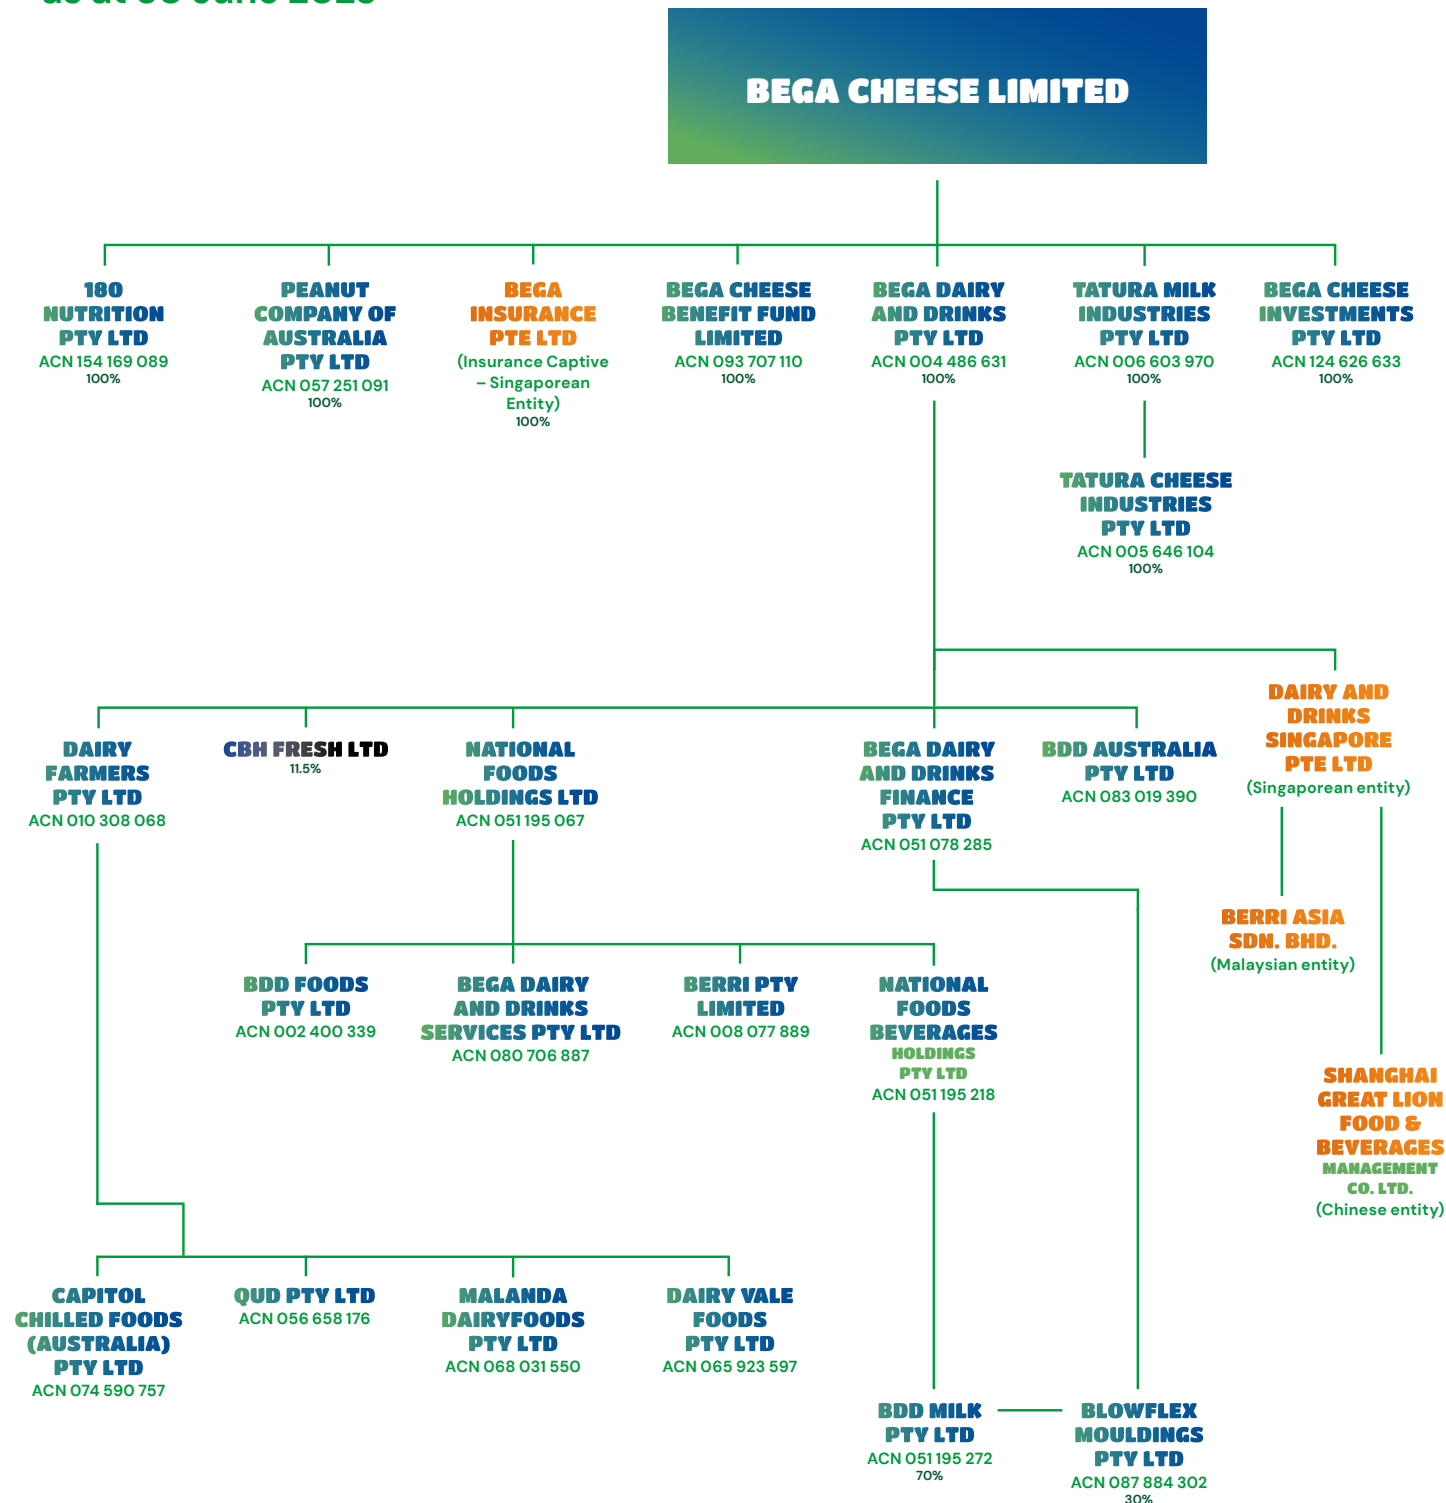 as at 30 June
BEGA CHEESE LIMITED
180
NUTRITION
PTY LTD
ACN 154 169 089
100%
PEANUT
COMPANY OF
AUSTRALIA
PTY LTD
ACN 057 251 091
100%
BEGA
INSURANCE
PTE LTD
(Insurance Captive
– Singaporean
Entity)
100%
BEGA CHEESE
BENEFIT FUND
LIMITED
ACN 093 707 110
100%
BEGA DAIRY
AND DRINKS
PTY LTD
ACN 004 486 631
100%
TATURA MILK
INDUSTRIES
PTY LTD
ACN 006 603 970
100%
BEGA CHEESE
INVESTMENTS
PTY LTD
ACN 124 626 633
100%
TATURA CHEESE
INDUSTRIES
PTY LTD
ACN 005 646 104
100%
DAIRY
FARMERS
PTY LTD
ACN 010 308 068
CBH FRESH LTD
11.5%
NATIONAL
FOODS
HOLDINGS LTD
ACN 051 195 067
BEGA DAIRY
AND DRINKS
FINANCE
PTY LTD
ACN 051 078 285
BDD AUSTRALIA
PTY LTD
ACN 083 019 390
DAIRY AND
DRINKS
SINGAPORE
PTE LTD
(Singaporean entity)
BERRI ASIA
SDN. BHD.
(Malaysian entity)
BDD FOODS
PTY LTD
ACN 002 400 339
BEGA DAIRY
AND DRINKS
SERVICES PTY LTD
ACN 080 706 887
BERRI PTY
LIMITED
ACN 008 077 889
NATIONAL
FOODS
BEVERAGES
HOLDINGS
PTY LTD
ACN 051 195 218
SHANGHAI
GREAT LION
FOOD &
BEVERAGES
MANAGEMENT
CO. LTD.
(Chinese entity)
CAPITOL
CHILLED FOODS
(AUSTRALIA)
PTY LTD
ACN 074 590 757
QUD PTY LTD
ACN 056 658 176
MALANDA
DAIRYFOODS
PTY LTD
ACN 068 031 550
DAIRY VALE
FOODS
PTY LTD
ACN 065 923 597
BDD MILK
PTY LTD
ACN 051 195 272
70%
BLOWFLEX
MOULDINGS
PTY LTD
ACN 087 884 302
30%